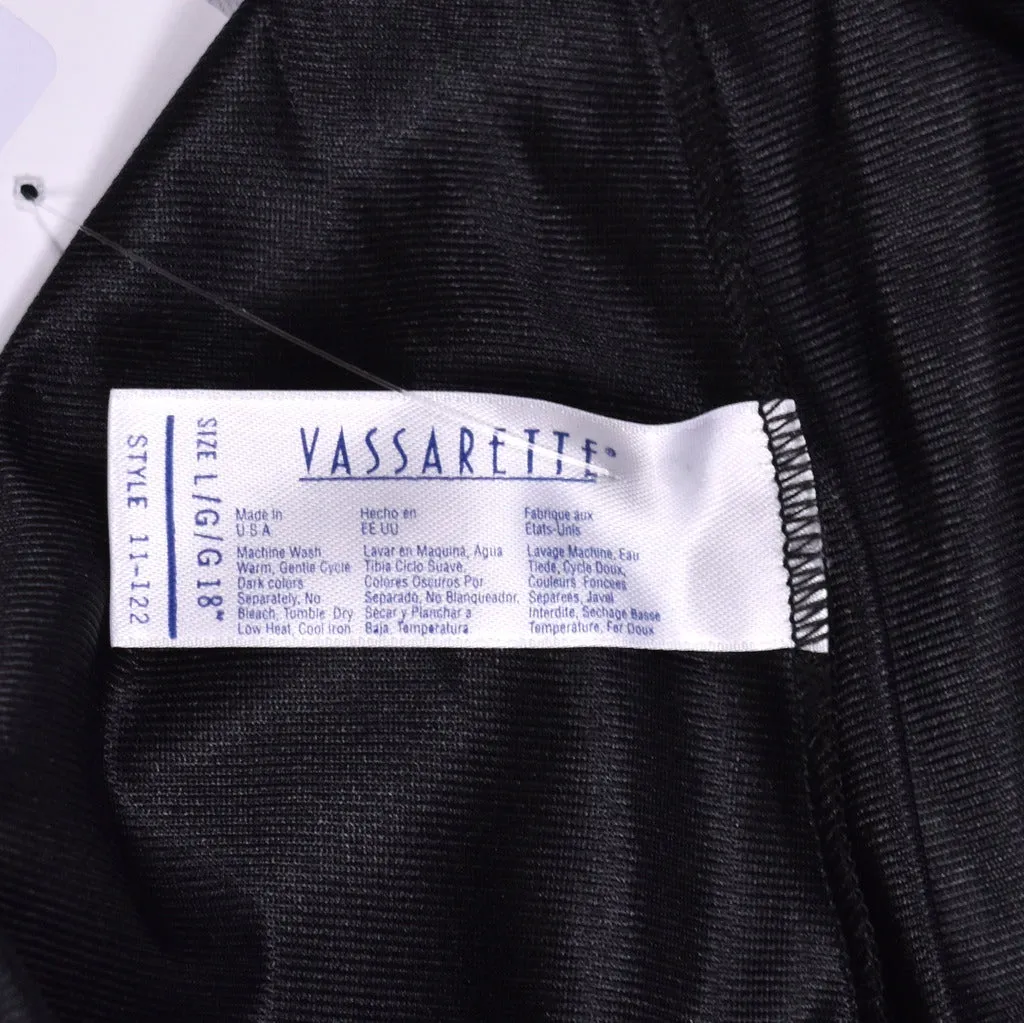 VASSARETTE®
SIZE L/G/G 18"
STYLE 11-122
Made in
U S A
Machine Wash
Warm, Gentle Cycle
Dark colors
Separately, No
Bleach, Tumble Dry
Low Heat, Cool iron
Hecho en
EE UU
Lavar en Maquina, Agua
Tibia Ciclo Suave,
Colores Oscuros Por
Separado, No Blanqueador,
Secar y Planchar a
Baja Temperatura
Fabrique aux
Etats-Unis
Lavage Machine, Eau
Tiede, Cycle Doux,
Couleurs Foncees
Separees, Javel
Interdite, Sechage Basse
Temperature, Fer Doux